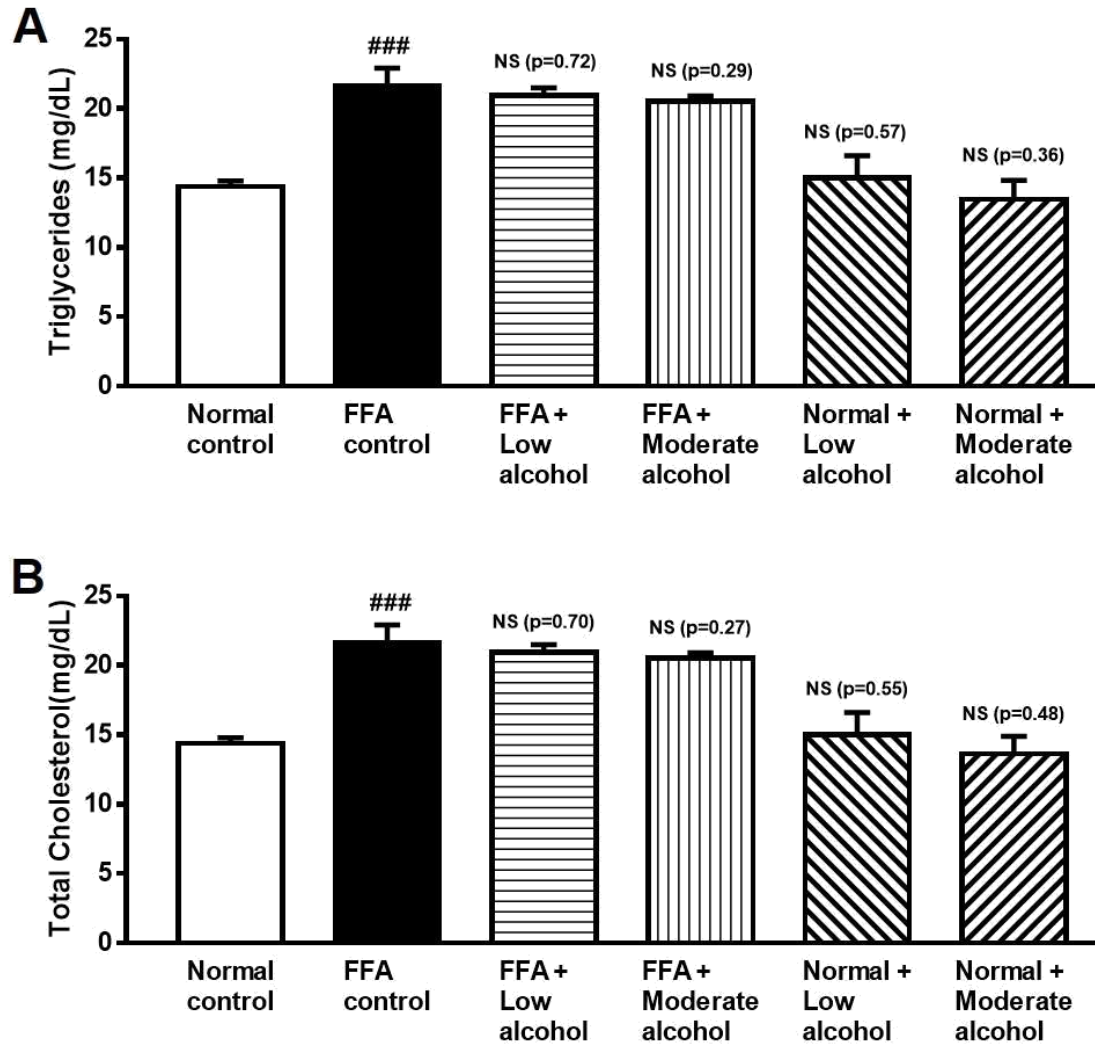 A
Triglycerides (mg/dL)
25
20
15
10
5
0
###
NS (p=0.72)
NS (p=0.29)
NS (p=0.57)
NS (p=0.36)
Normal
control
FFA
control
FFA +
Low
alcohol
FFA +
Moderate
alcohol
Normal +
Low
alcohol
Normal +
Moderate
alcohol
B
Total Cholesterol(mg/dL)
25
20
15
10
5
0
###
NS (p=0.70)
NS (p=0.27)
NS (p=0.55)
NS (p=0.48)
Normal
control
FFA
control
FFA +
Low
alcohol
FFA +
Moderate
alcohol
Normal +
Low
alcohol
Normal +
Moderate
alcohol